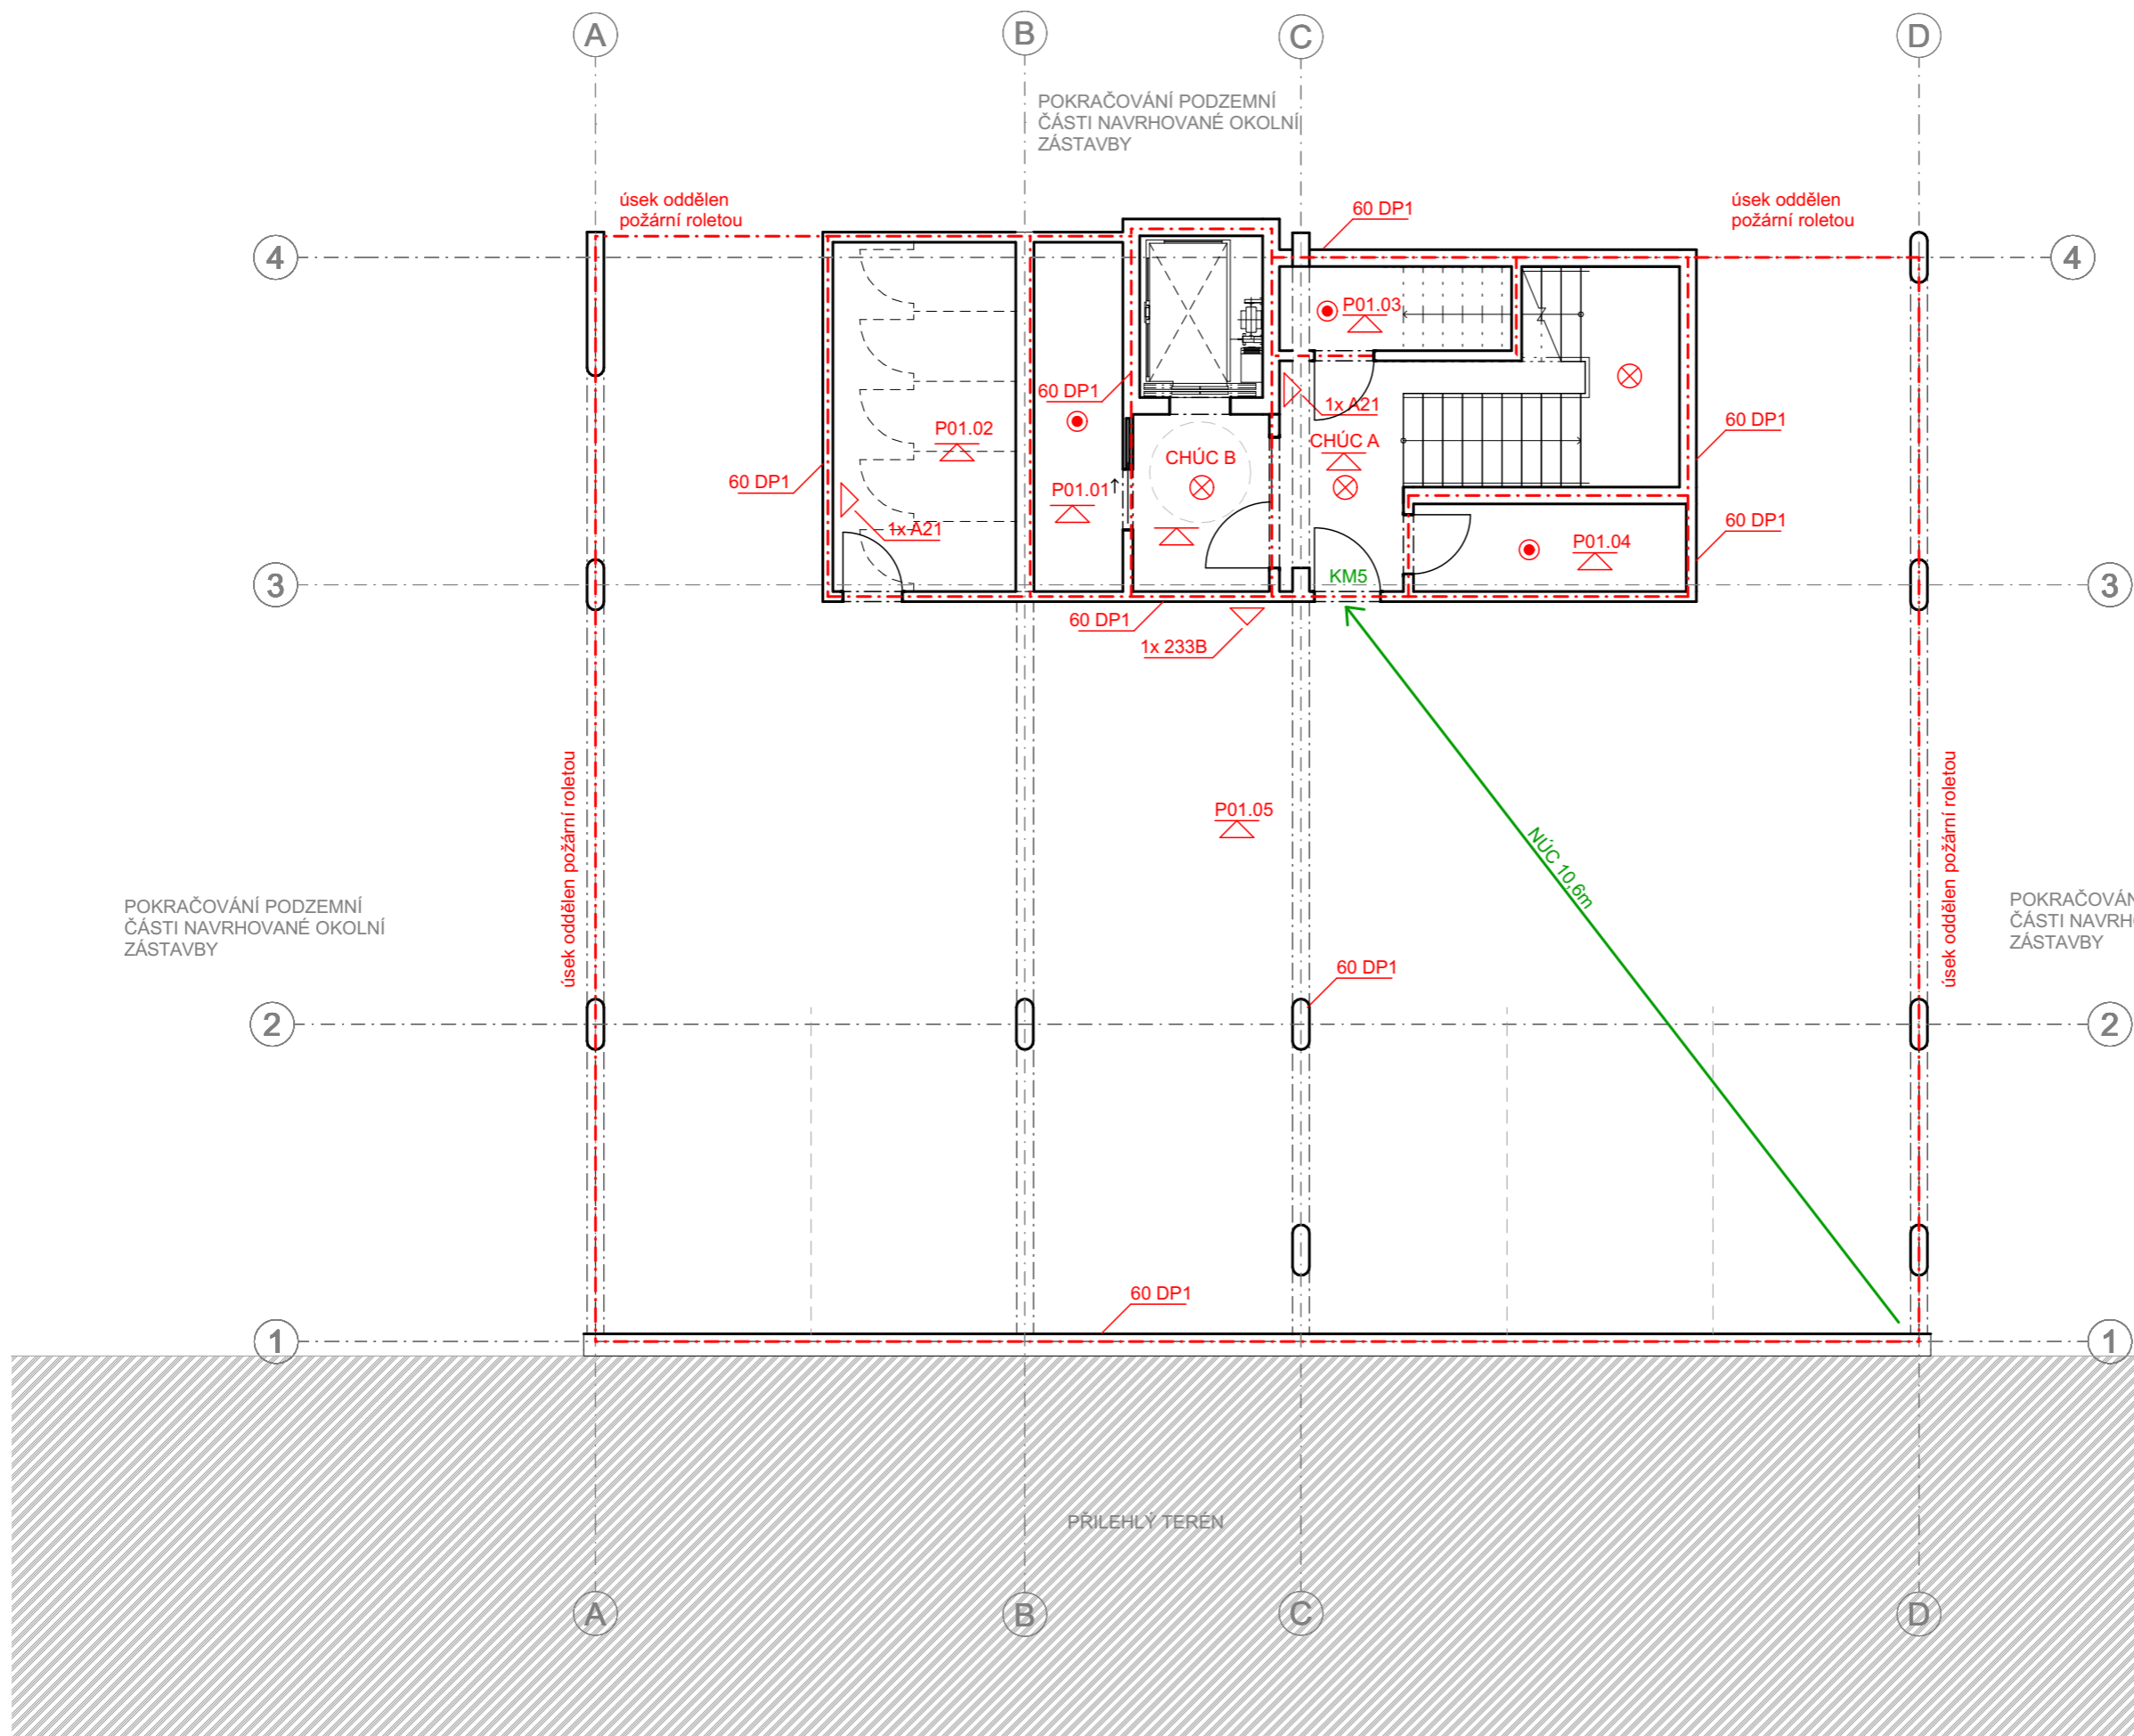 A
B
C
D
POKRAČOVÁNÍ PODZEMNÍ
ČÁSTI NAVRHOVANÉ OKOLNÍ
ZÁSTAVBY
úsek oddělen
požární roletou
60 DP1
úsek oddělen
požární roletou
4
4
P01.03
60 DP1
1x A21
P01.02
CHÚC A
60 DP1
CHÚC B
60 DP1
P01.01
1x A21
60 DP1
P01.04
3
KM5
3
60 DP1
1x 233B
úsek oddělen požární roletou
P01.05
úsek oddělen požární roletou
NÚC 10,6m
POKRAČOVÁNÍ PODZEMNÍ
ČÁSTI NAVRHOVANÉ OKOLNÍ
ZÁSTAVBY
POKRAČOVÁN
ČÁSTI NAVRHO
ZÁSTAVBY
60 DP1
2
2
60 DP1
1
1
PŘILEHLÝ TERÉN
A
B
C
D